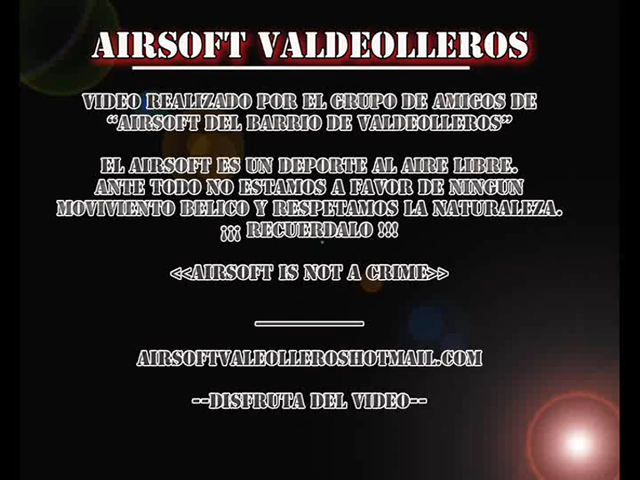 AIRSOFT VALDEOLLEROS
VIDEO REALIZADO POR EL GRUPO DE AMIGOS DE
"AIRSOFT DEL BARRIO DE VALDEOLLEROS"
EL AIRSOFT ES UN DEPORTE AL AIRE LIBRE.
ANTE TODO NO ESTAMOS A FAVOR DE NINGUN
MOVIVIENTO BELICO Y RESPETAMOS LA NATURALEZA.
¡¡¡ RECUERDALO !!!
<<AIRSOFT IS NOT A CRIME>>
AIRSOFTVALEOLLEROSHOTMAIL.COM
--DISFRUTA DEL VIDEO--